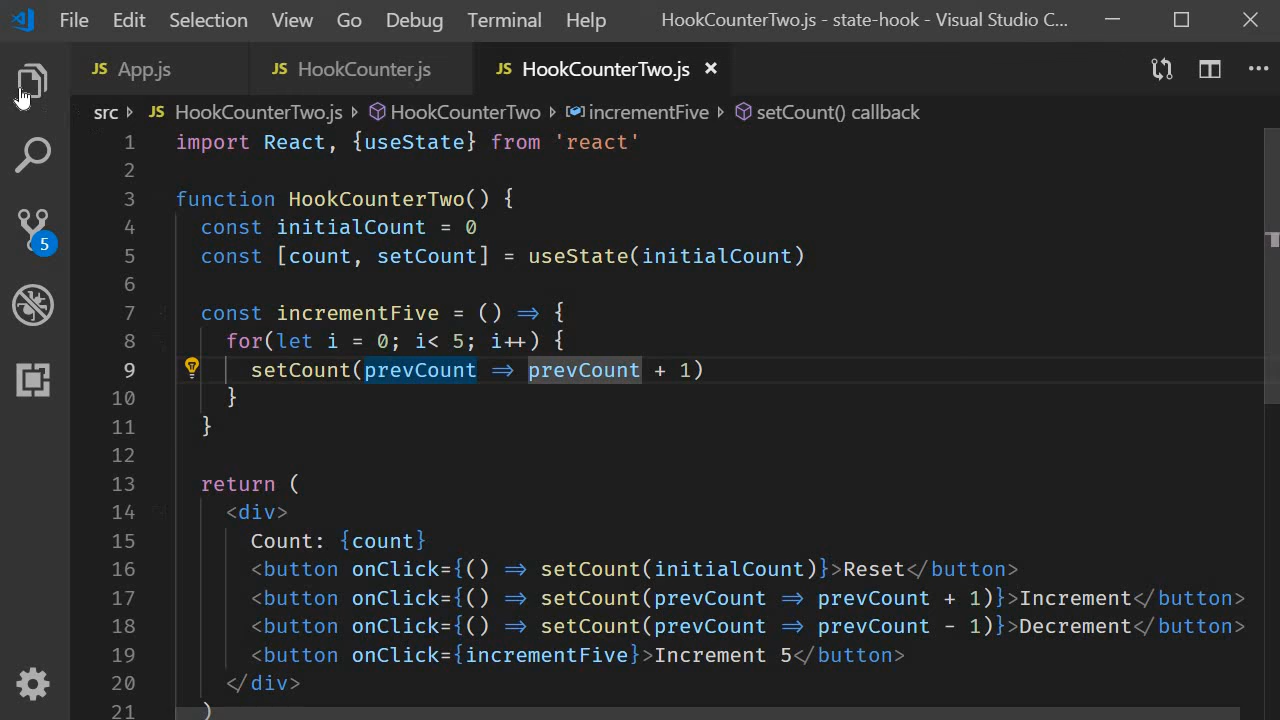 File Edit Selection View Go Debug Terminal Help HookCounterTwo.js - state-hook - Visual Studio C...
JS App.js JS HookCounter.js JS HookCounterTwo.js ×
src JS HookCounterTwo.js HookCounterTwo incrementFive setCount() callback
1 import React, {useState} from 'react'
2
3 function HookCounterTwo() {
4 const initialCount = 0
5 const [count, setCount] = useState(initialCount)
6
7 const incrementFive = () => {
8 for(let i = 0; i< 5; i++) {
9 setCount(prevCount => prevCount + 1)
10 }
11 }
12
13 return (
14 <div>
15 Count: {count}
16 <button onClick={() => setCount(initialCount)}>Reset</button>
17 <button onClick={() => setCount(prevCount => prevCount + 1)}>Increment</button>
18 <button onClick={() => setCount(prevCount => prevCount - 1)}>Decrement</button>
19 <button onClick={incrementFive}>Increment 5</button>
20 </div>
21 )
5